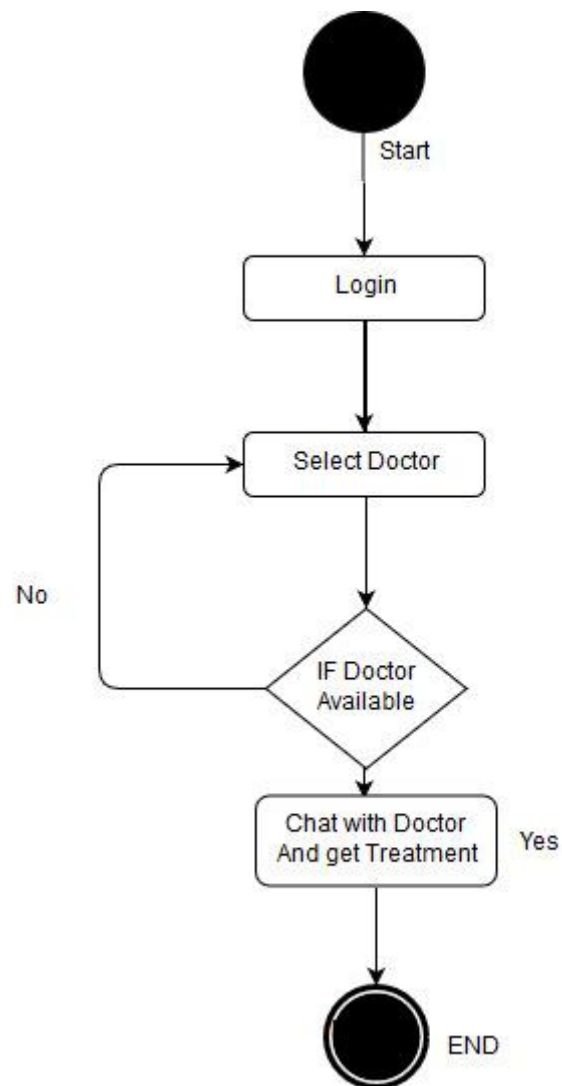 Start
Login
Select Doctor
No
IF Doctor
Available
Chat with Doctor
And get Treatment
Yes
END